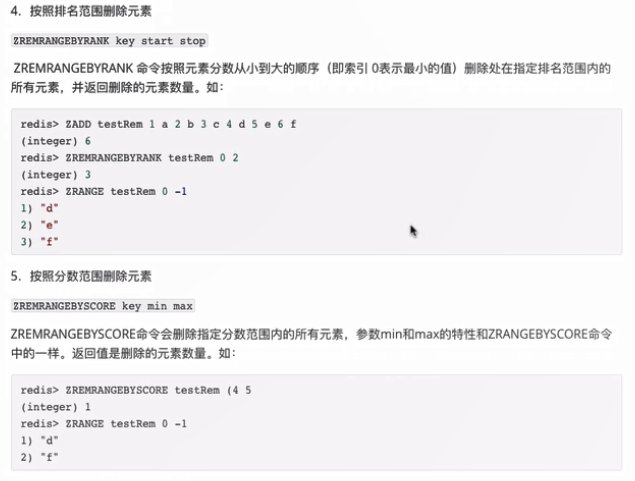 4. 按照排名范围删除元素
ZREMRANGEBYRANK key start stop
ZREMRANGEBYRANK 命令按照元素分数从小到大的顺序（即索引 0表示最小的值）删除处在指定排名范围内的
所有元素，并返回删除的元素数量。如：
redis> ZADD testRem 1 a 2 b 3 c 4 d 5 e 6 f
(integer) 6
redis> ZREMRANGEBYRANK testRem 0 2
(integer) 3
redis> ZRANGE testRem 0 -1
1) "d"
2) "e"
3) "f"
5. 按照分数范围删除元素
ZREMRANGEBYSCORE key min max
ZREMRANGEBYSCORE命令会删除指定分数范围内的所有元素，参数min和max的特性和ZRANGEBYSCORE命令
中的一样。返回值是删除的元素数量。如：
redis> ZREMRANGEBYSCORE testRem (4 5
(integer) 1
redis> ZRANGE testRem 0 -1
1) "d"
2) "f"